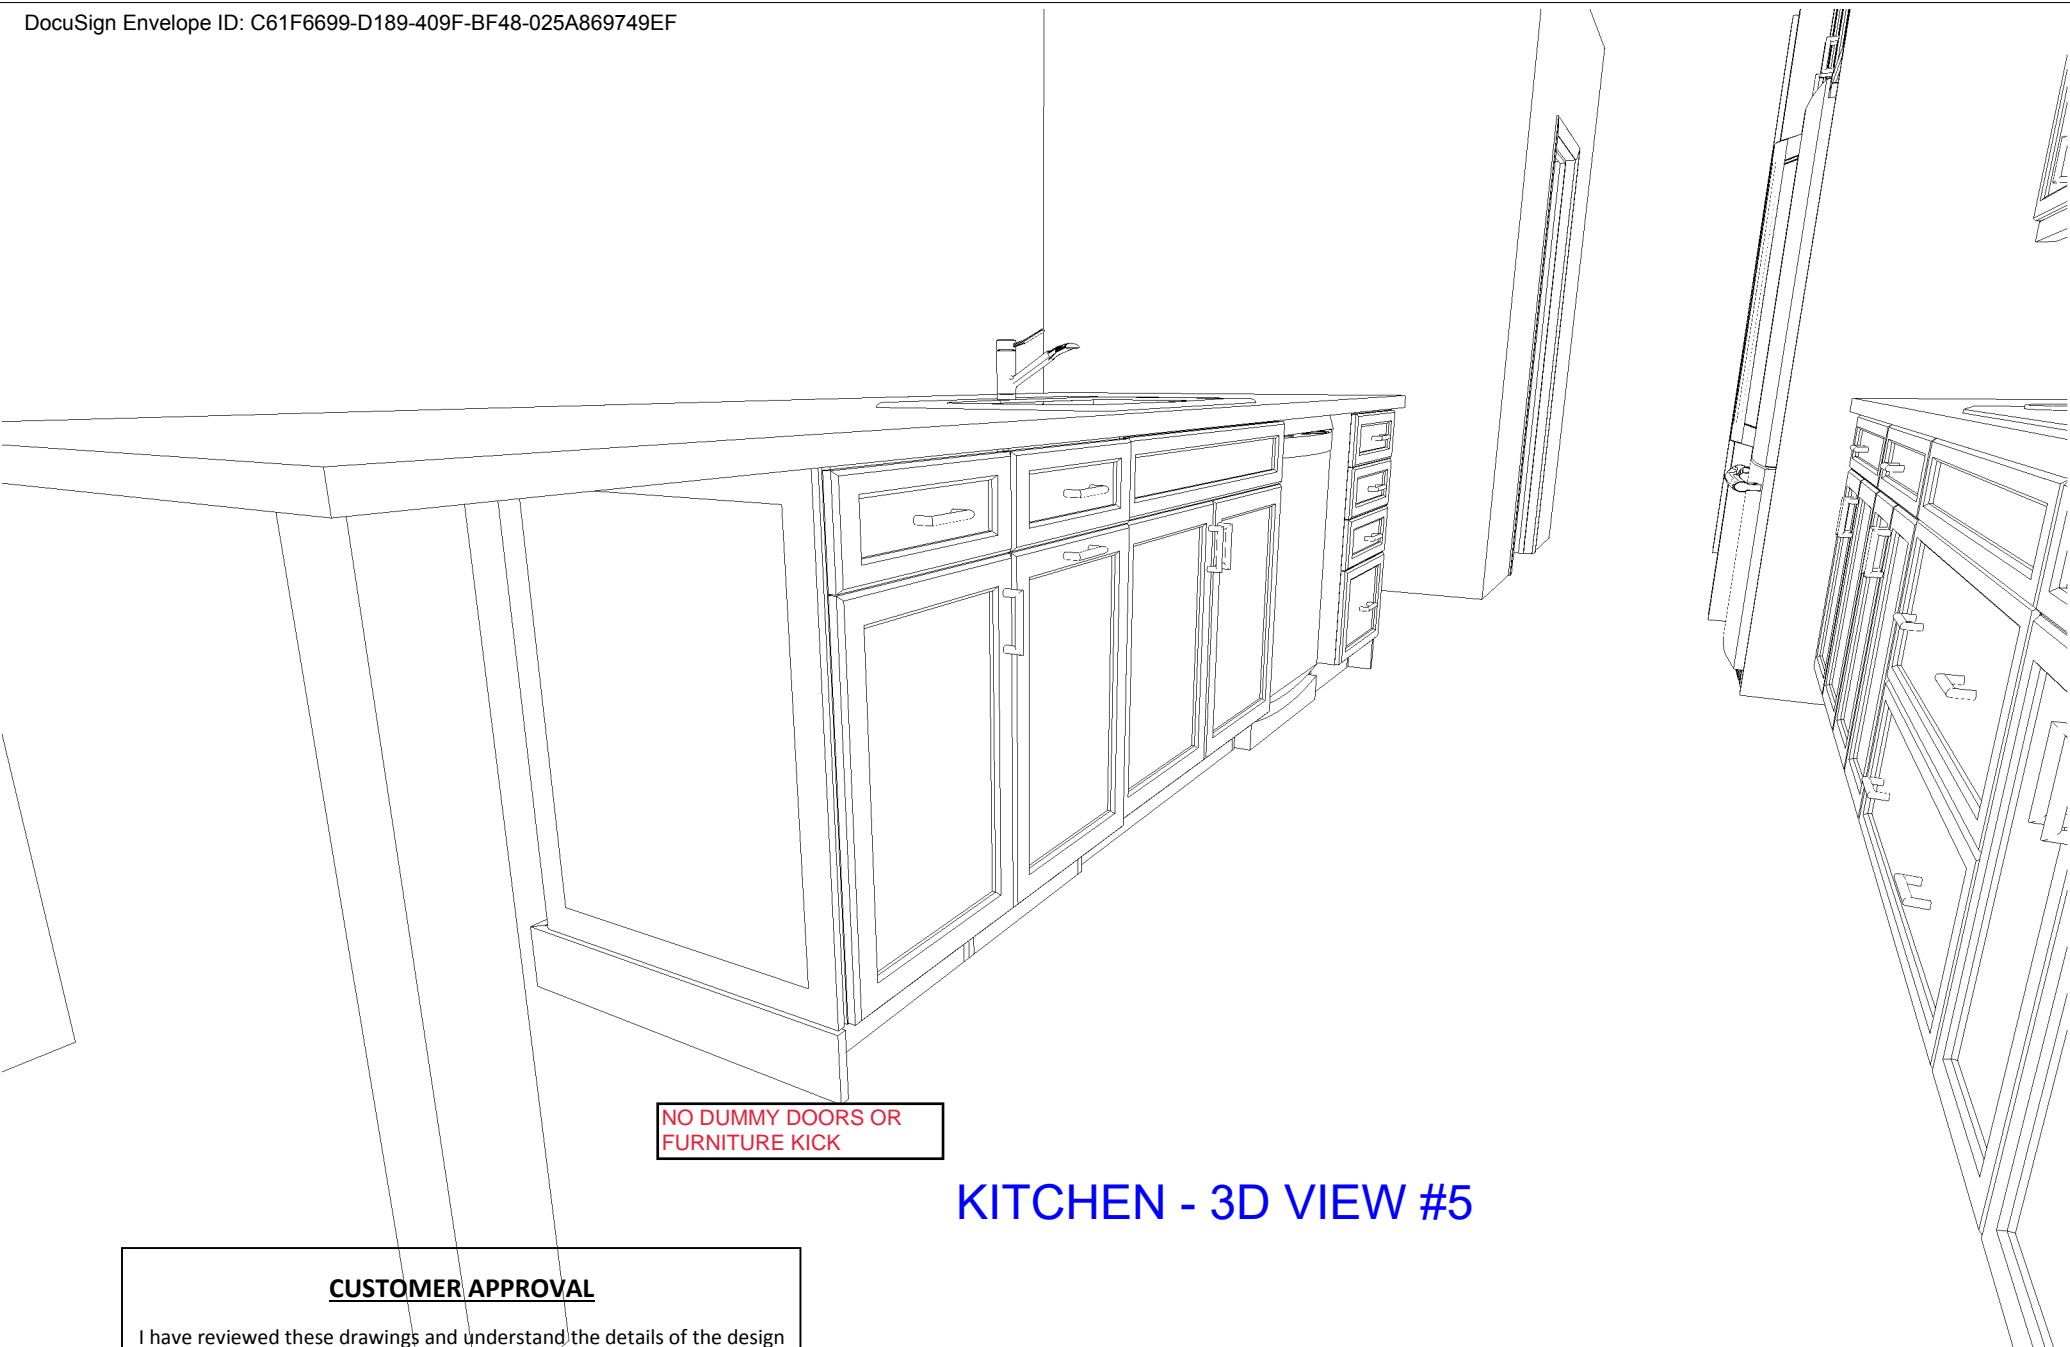 DocuSign Envelope ID: C61F6699-D189-409F-BF48-025A869749EF
NO DUMMY DOORS OR
FURNITURE KICK
KITCHEN - 3D VIEW #5
CUSTOMER APPROVAL
I have reviewed these drawings and understand the details of the design